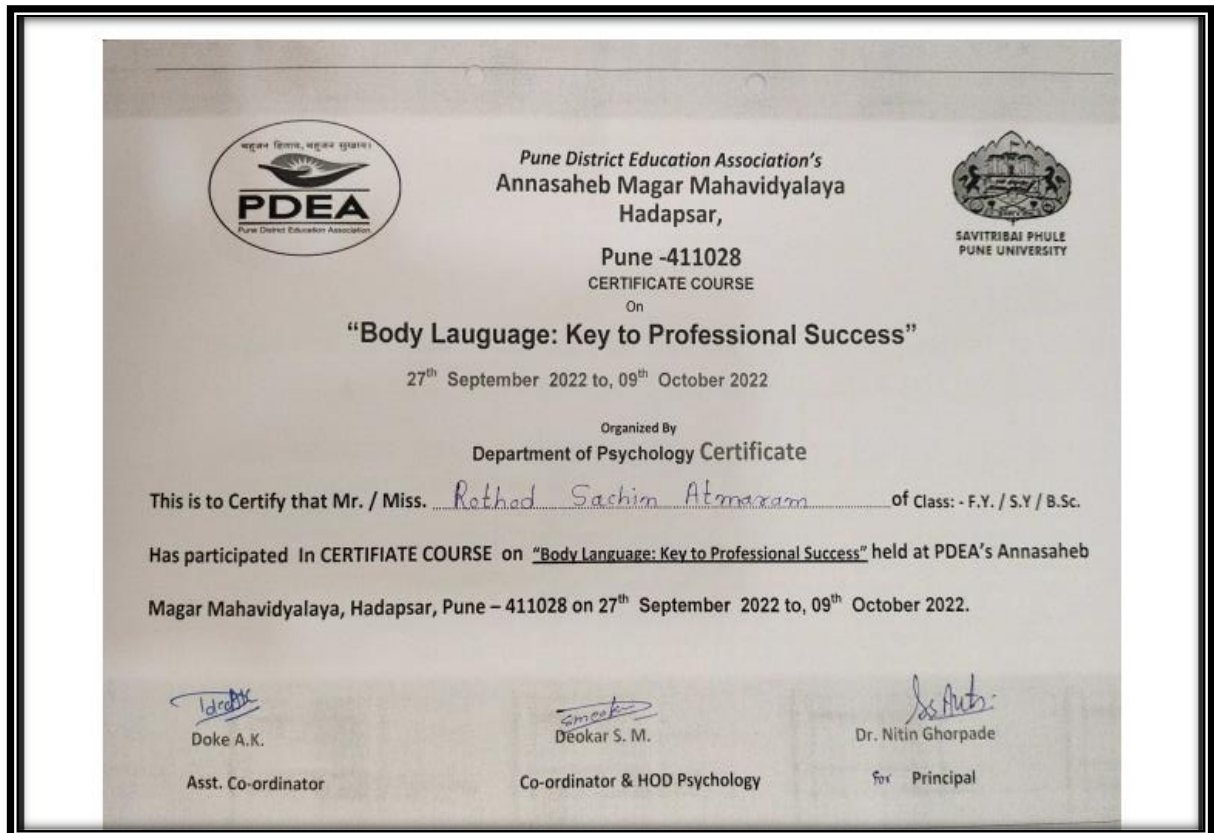 बहुजन हिताय, बहुजन सुखाय।
PDEA
Pune District Education Association
Pune District Education Association's
Annasaheb Magar Mahavidyalaya
Hadapsar,
Pune -411028
SAVITRIBAI PHULE
PUNE UNIVERSITY
CERTIFICATE COURSE
On
“Body Lauguage: Key to Professional Success”
27th September 2022 to, 09th October 2022
Organized By
Department of Psychology Certificate
This is to Certify that Mr. / Miss. Rothod Sachin Atmaram of Class: - F.Y. / S.Y / B.Sc.
Has participated In CERTIFIATE COURSE on “Body Language: Key to Professional Success” held at PDEA's Annasaheb
Magar Mahavidyalaya, Hadapsar, Pune – 411028 on 27th September 2022 to, 09th October 2022.
Doke A.K.
Deokar S. M.
Dr. Nitin Ghorpade
Asst. Co-ordinator
Co-ordinator & HOD Psychology
for Principal